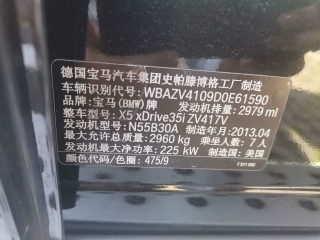 德国宝马汽车集团史帕滕博格工厂制造
车辆识别代号: WBAZV4109D0E61590
品牌: 宝马(BMW)牌 发动机排量: 2979 ml
整车型号: X5 xDrive35i ZV417V
发动机型号: N55B30A 制造年月: 2013.04
最大允许总质量: 2960 kg 乘坐人数: 7 人
发动机最大净功率: 225 kW 制造国: 美国
颜色代码/色圈: 475/9